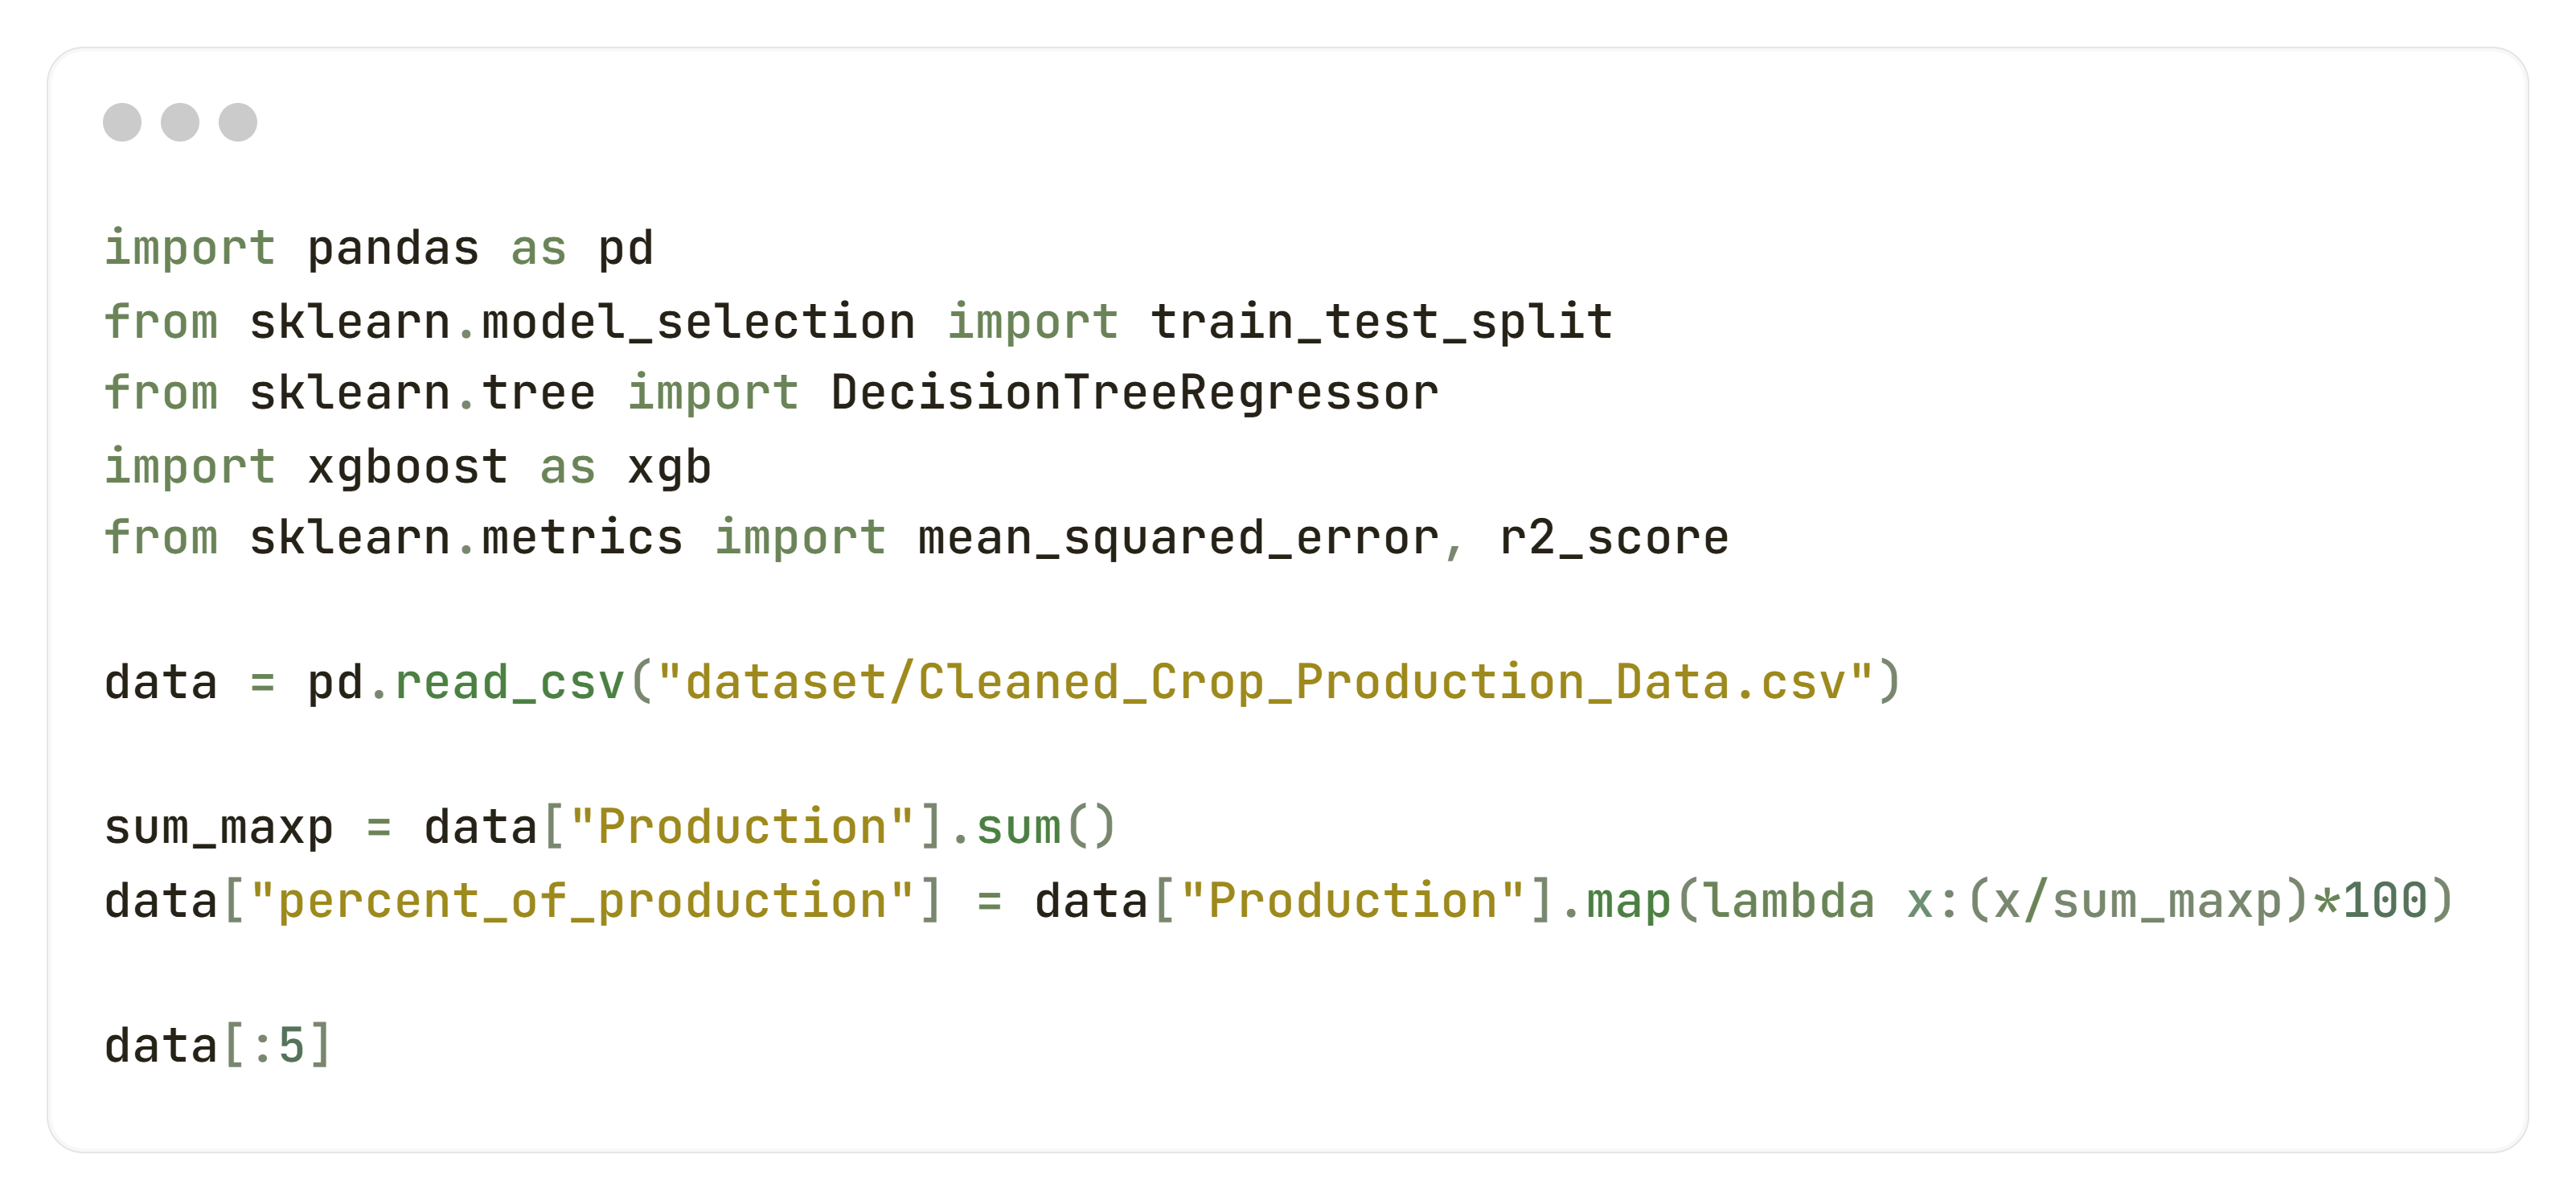 import pandas as pd
from sklearn.model_selection import train_test_split
from sklearn.tree import DecisionTreeRegressor
import xgboost as xgb
from sklearn.metrics import mean_squared_error, r2_score
data = pd.read_csv("dataset/Cleaned_Crop_Production_Data.csv")
sum_maxp = data["Production"].sum()
data["percent_of_production"] = data["Production"].map(lambda x:(x/sum_maxp)*100)
data[:5]